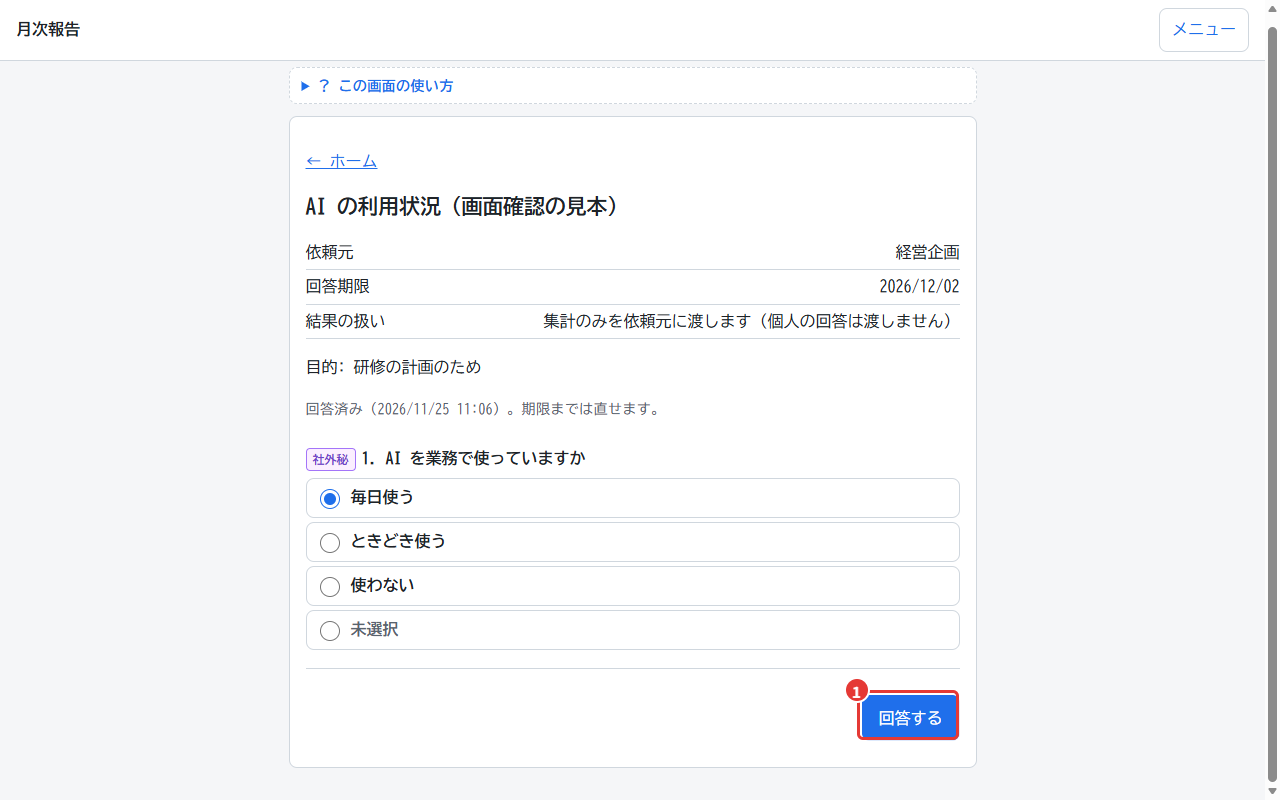 月次報告
メニュー
▶ ? この画面の使い方
← ホーム
AI の利用状況（画面確認の見本）
依頼元 経営企画
回答期限 2026/12/02
結果の扱い 集計のみを依頼元に渡します（個人の回答は渡しません）
目的: 研修の計画のため
回答済み（2026/11/25 11:06）。期限までは直せます。
社外秘 1. AI を業務で使っていますか
毎日使う
ときどき使う
使わない
未選択
1
回答する